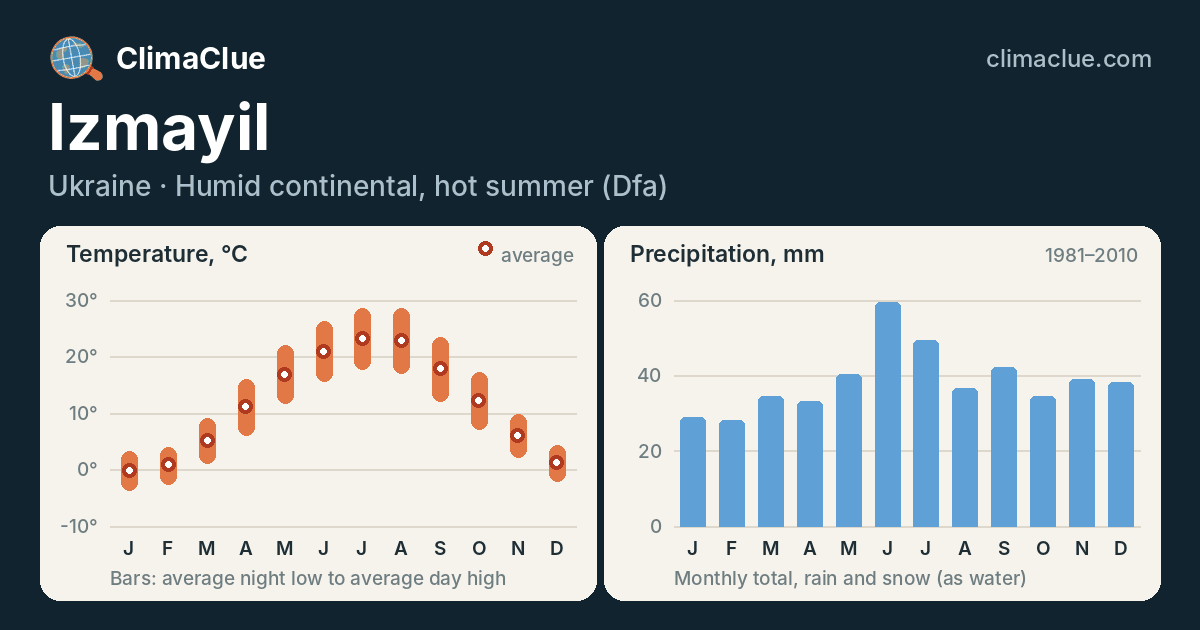 ClimaClue
climaclue.com
Izmayil
Ukraine · Humid continental, hot summer (Dfa)
Temperature, °C
average
30°
20°
10°
0°
-10°
J F M A M J J A S O N D
Bars: average night low to average day high
Precipitation, mm
1981–2010
60
40
20
0
J F M A M J J A S O N D
Monthly total, rain and snow (as water)